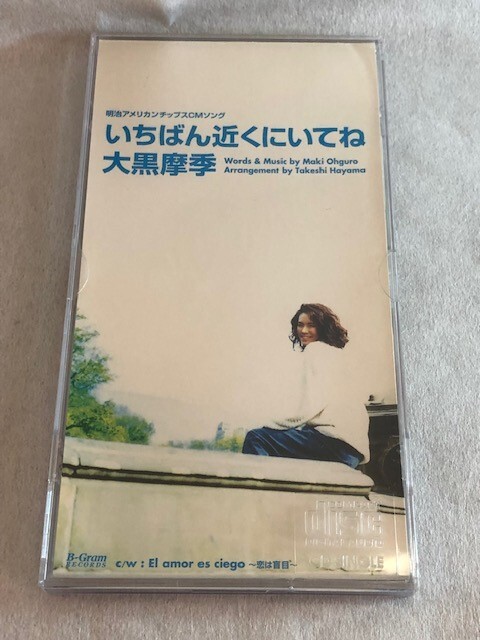 明治アメリカンチップスCMソング
いちばん近くにいてね
大黒摩季
Words & Music by Maki Ohguro
Arrangement by Takeshi Hayama
B-Gram
RECORDS
c/w : El amor es ciego ~恋は盲目~